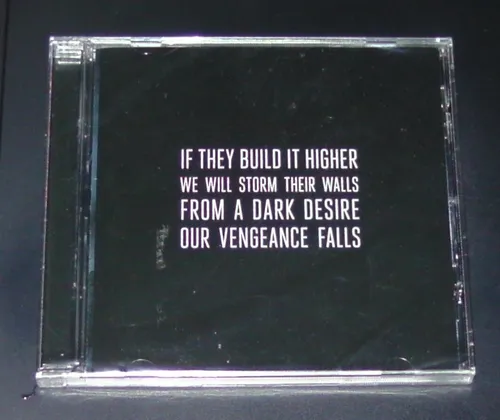 IF THEY BUILD IT HIGHER
WE WILL STORM THEIR WALLS
FROM A DARK DESIRE
OUR VENGEANCE FALLS